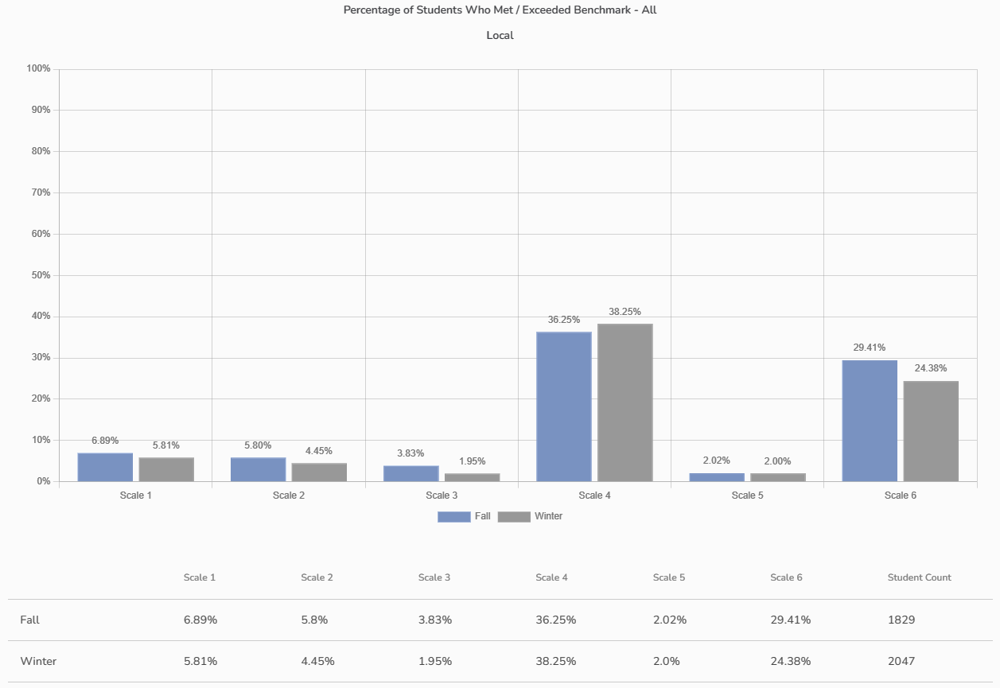 Percentage of Students Who Met / Exceeded Benchmark - All
Local
100%
90%
80%
70%
60%
50%
40%
30%
20%
10%
0%
6.89% 5.81% 5.80% 4.45% 3.83% 1.95% 36.25% 38.25% 2.02% 2.00% 29.41% 24.38%
Scale 1 Scale 2 Scale 3 Scale 4 Scale 5 Scale 6
Fall Winter
Scale 1 Scale 2 Scale 3 Scale 4 Scale 5 Scale 6 Student Count
Fall 6.89% 5.8% 3.83% 36.25% 2.02% 29.41% 1829
Winter 5.81% 4.45% 1.95% 38.25% 2.0% 24.38% 2047